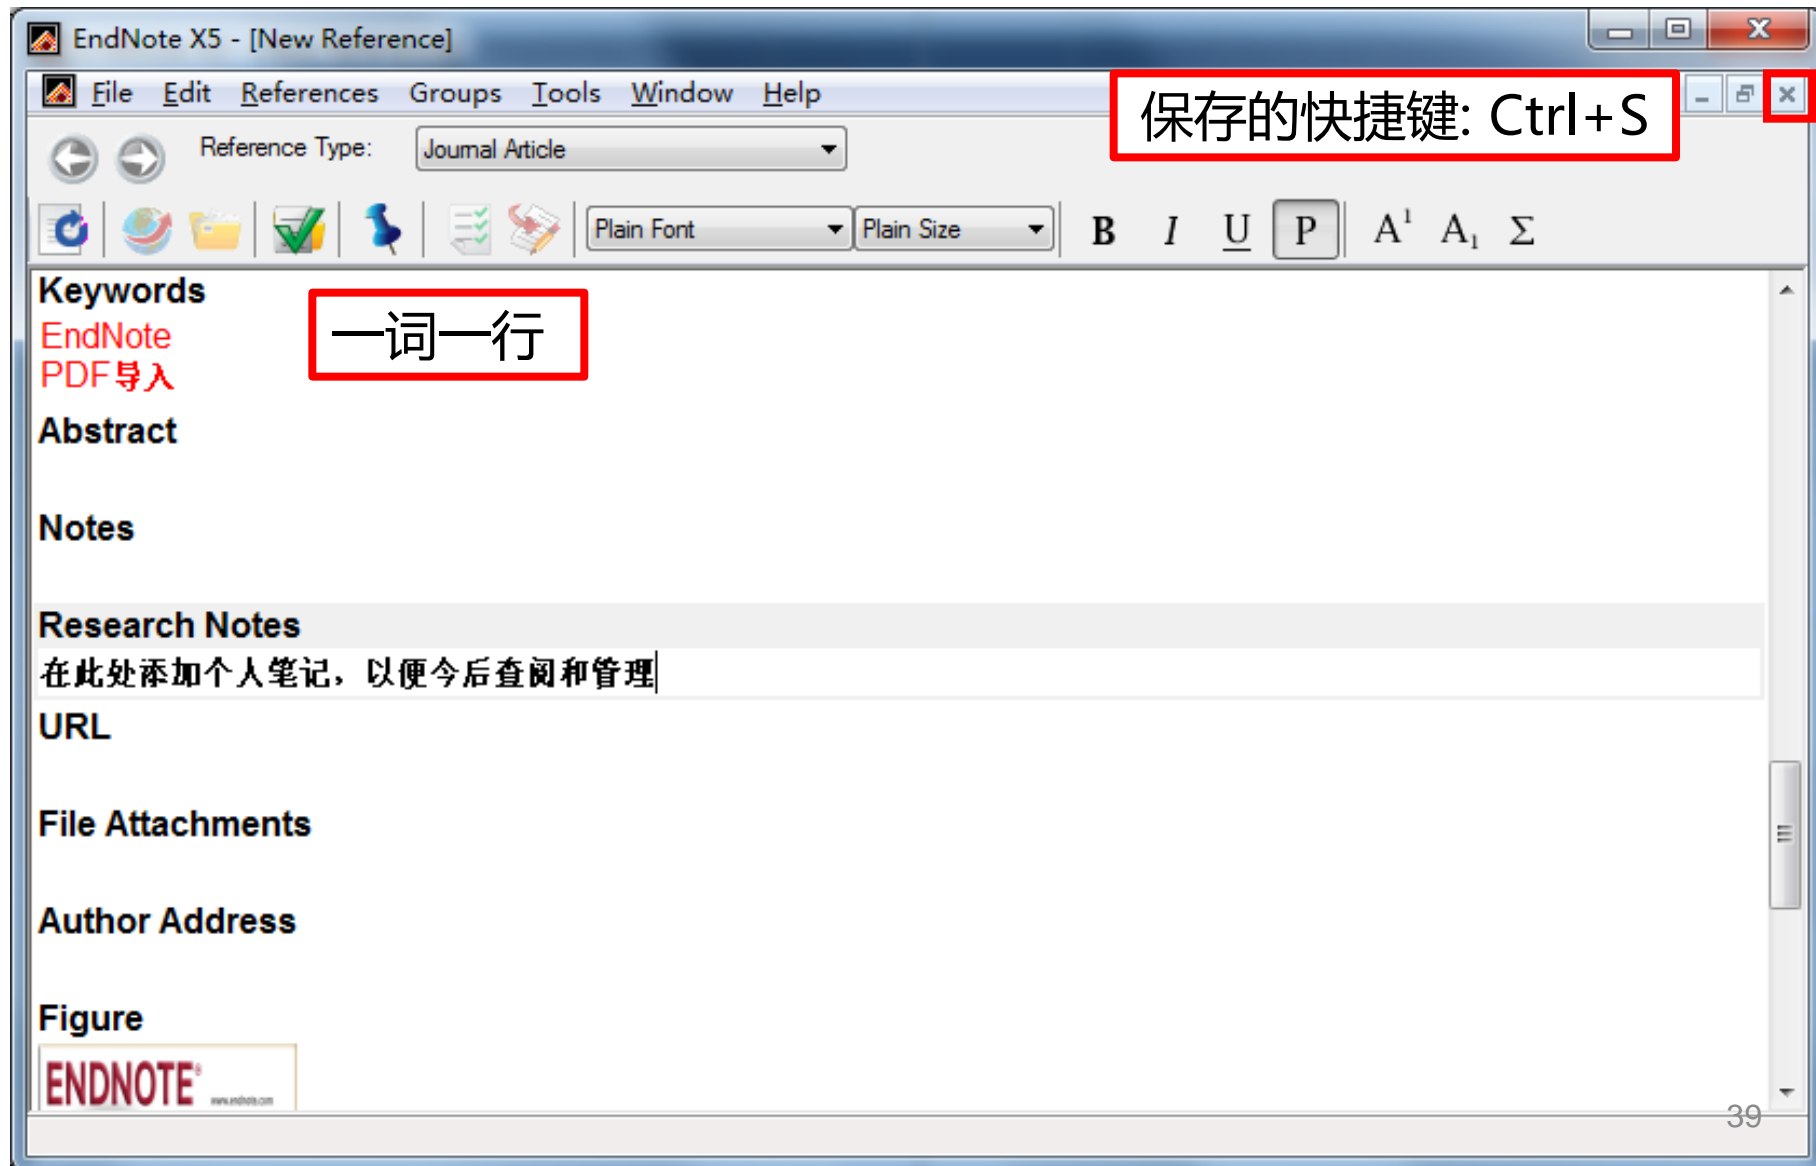 EndNote X5 - [New Reference]
File Edit References Groups Tools Window Help
保存的快捷键: Ctrl+S
Reference Type: Journal Article
Plain Font Plain Size B I U P A1 A1 Σ
Keywords
EndNote
一词一行
PDF导入
Abstract
Notes
Research Notes
在此处添加个人笔记，以便今后查阅和管理
URL
File Attachments
Author Address
Figure
ENDNOTE®
www.endnote.com
39